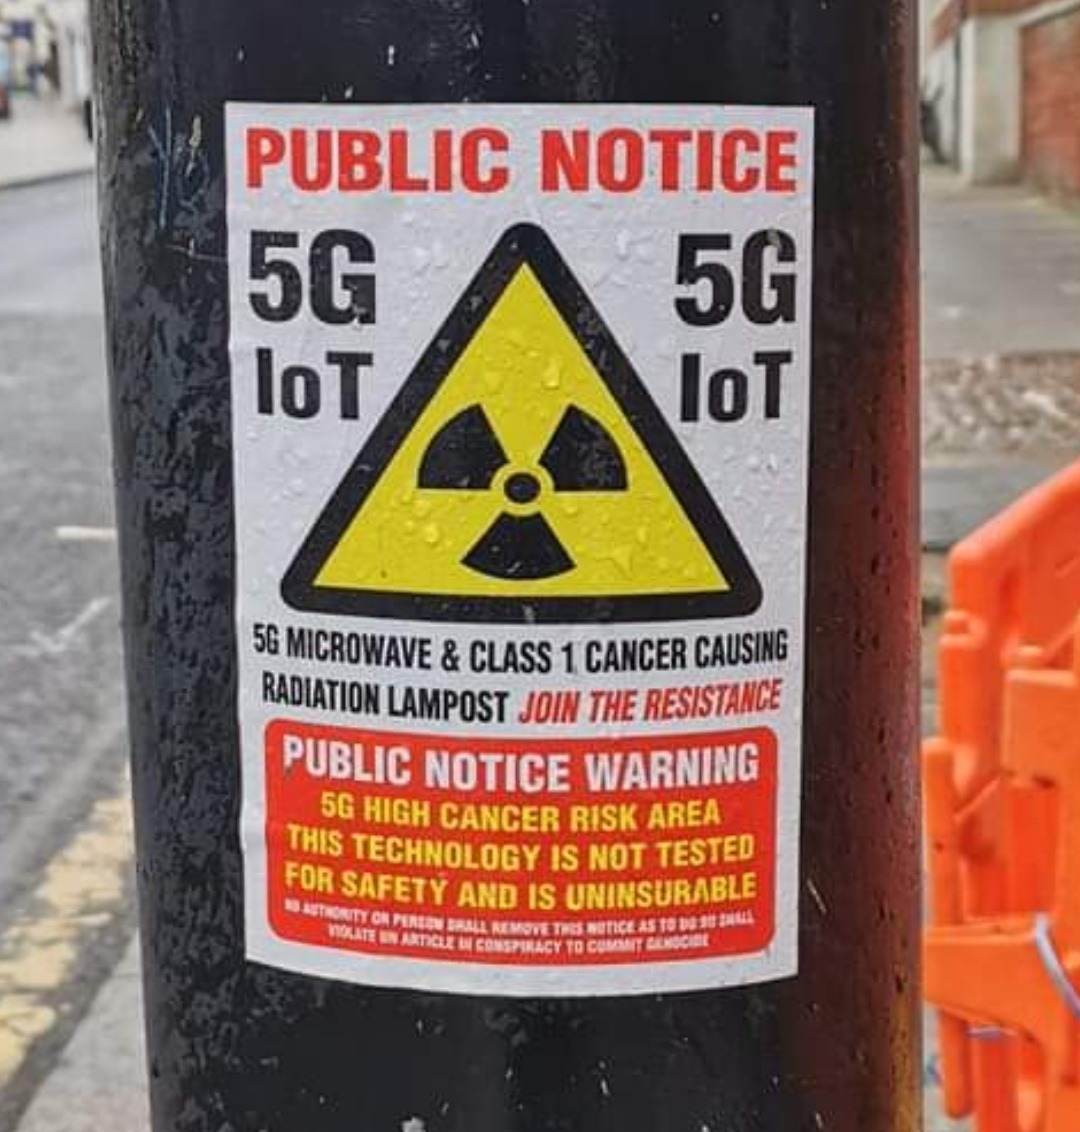 PUBLIC NOTICE
5G 5G
IoT IoT
5G MICROWAVE & CLASS 1 CANCER CAUSING
RADIATION LAMPOST JOIN THE RESISTANCE
PUBLIC NOTICE WARNING
5G HIGH CANCER RISK AREA
THIS TECHNOLOGY IS NOT TESTED
FOR SAFETY AND IS UNINSURABLE
NO AUTHORITY OR PERSON SHALL REMOVE THIS NOTICE AS TO DO SO SHALL
VIOLATE UN ARTICLE III CONSPIRACY TO COMMIT GENOCIDE